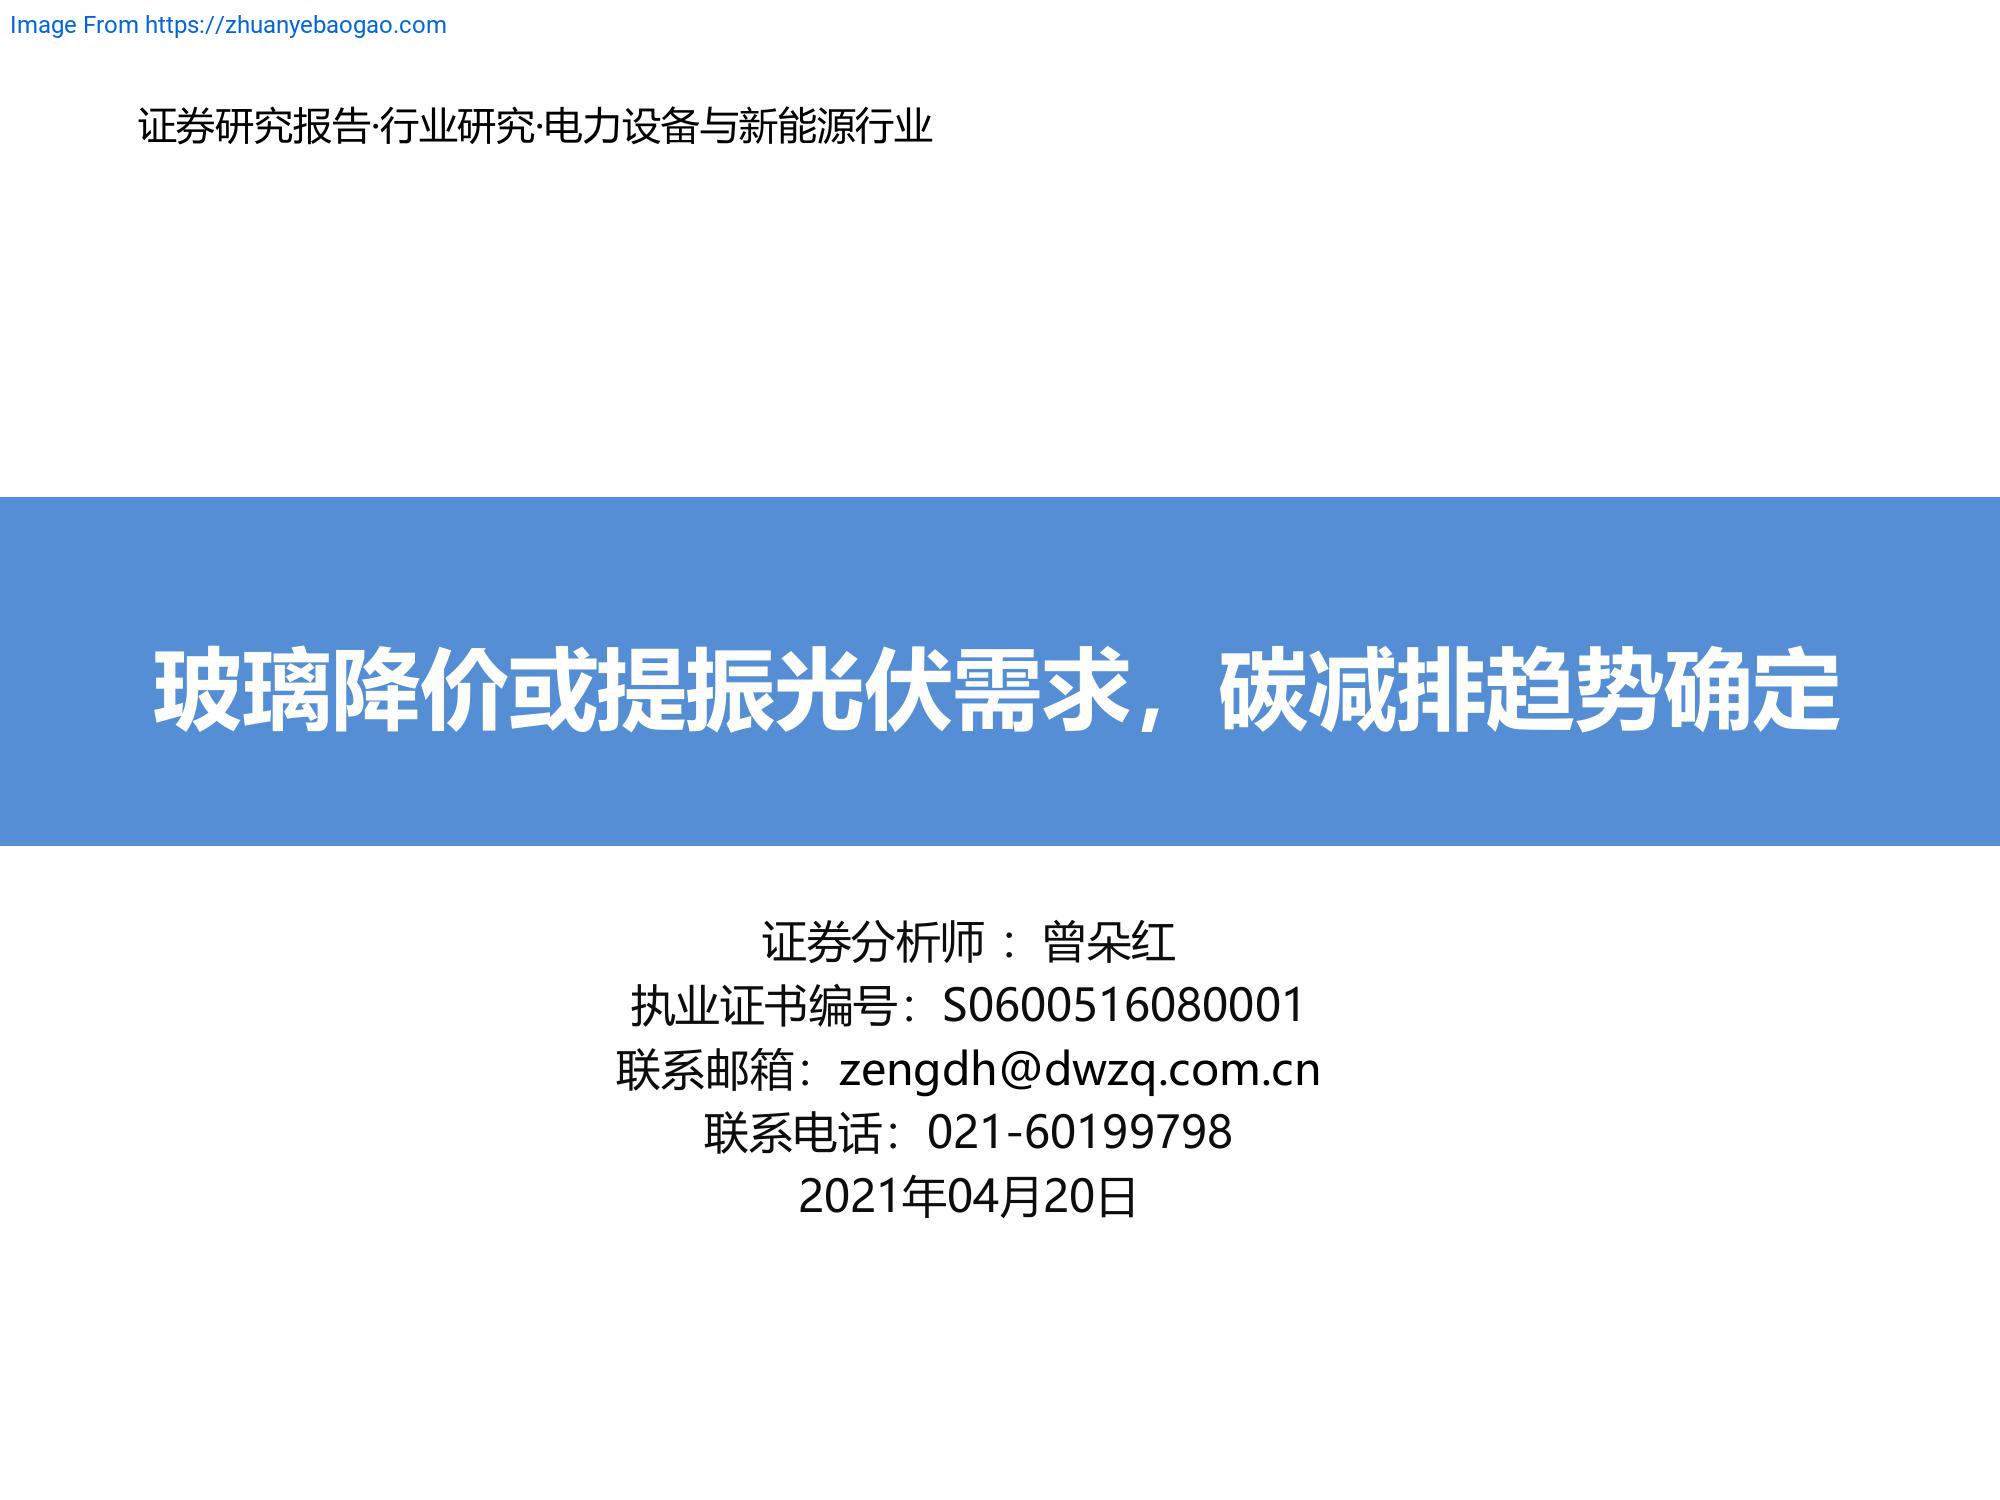 Image From https://zhuanyebaogao.com
证券研究报告·行业研究·电力设备与新能源行业
玻璃降价或提振光伏需求，碳减排趋势确定
证券分析师 ：曾朵红
执业证书编号：S0600516080001
联系邮箱：zengdh@dwzq.com.cn
联系电话：021-60199798
2021年04月20日